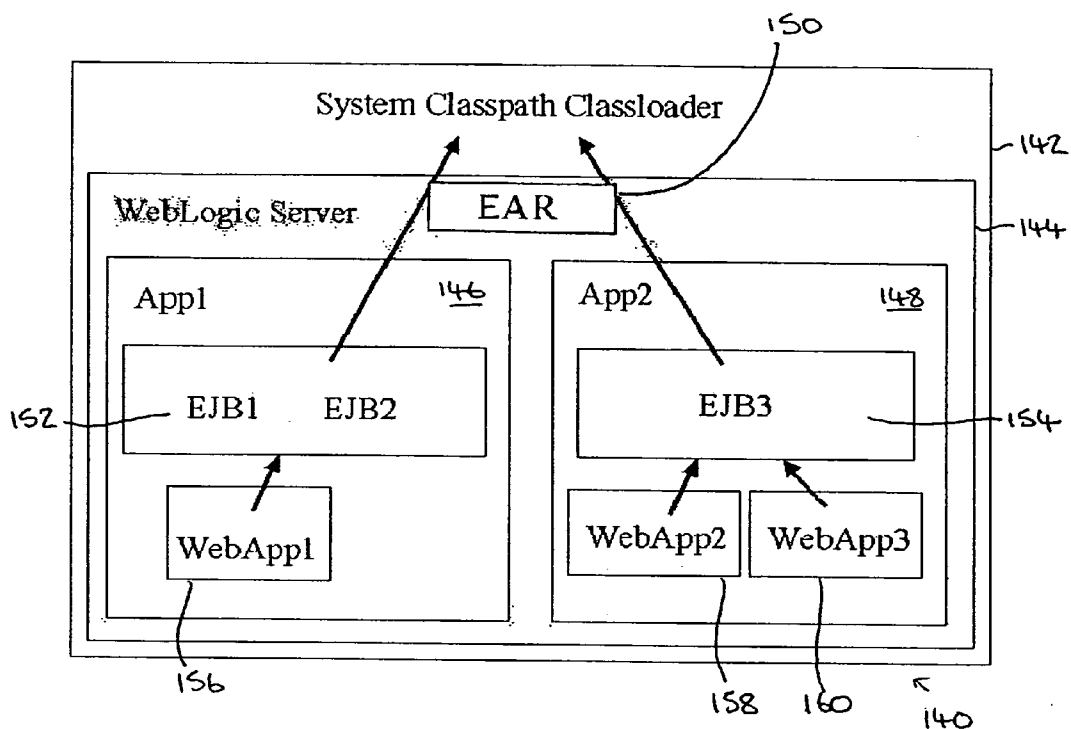 150
System Classpath Classloader
142
EAR
WebLogic Server
144
App1
146
App2
148
EJB1 EJB2
EJB3
152
154
WebApp1
WebApp2
WebApp3
156
158
160
140